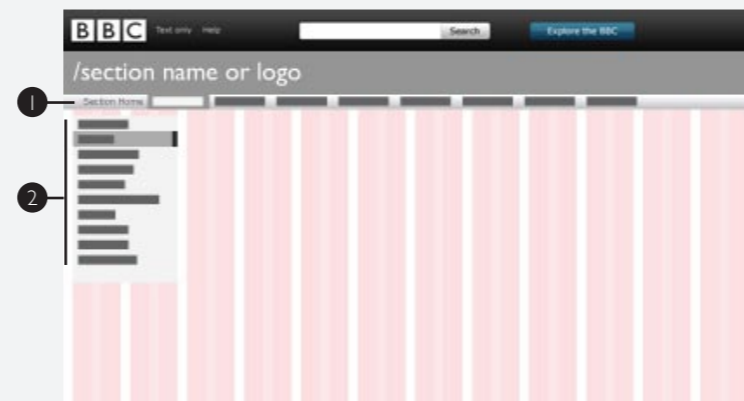 BBC Text only Help Search Explore the BBC
/section name or logo
1 Section Home
2